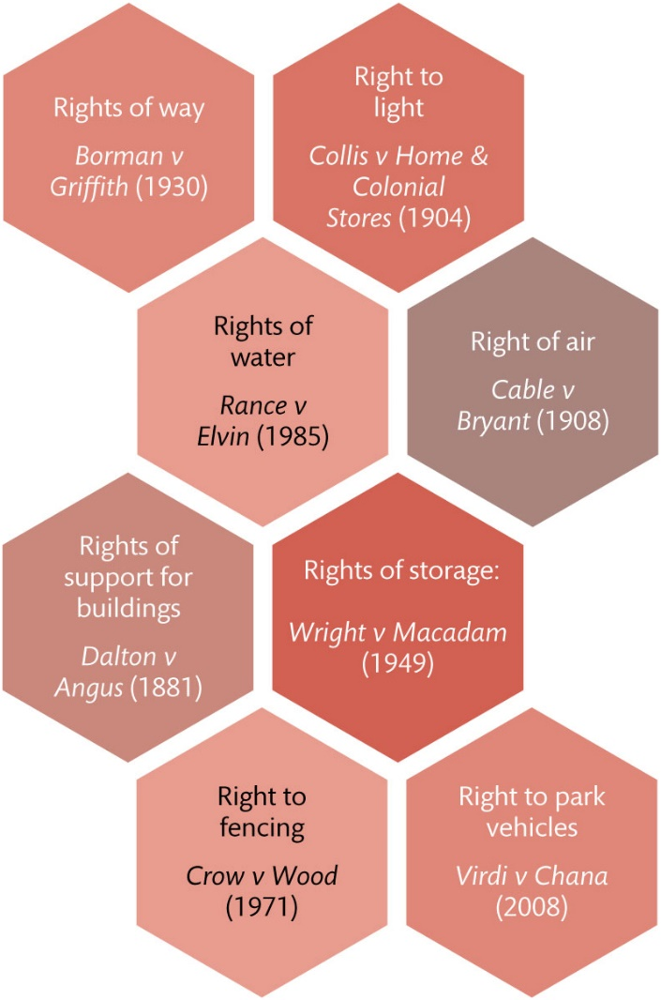 Rights of way
Borman v
Griffith (1930)
Right to
light
Collis v Home &
Colonial
Stores (1904)
Rights of
water
Rance v
Elvin (1985)
Right of air
Cable v
Bryant (1908)
Rights of
support for
buildings
Dalton v
Angus (1881)
Rights of storage:
Wright v Macadam
(1949)
Right to
fencing
Crow v Wood
(1971)
Right to park
vehicles
Virdi v Chana
(2008)